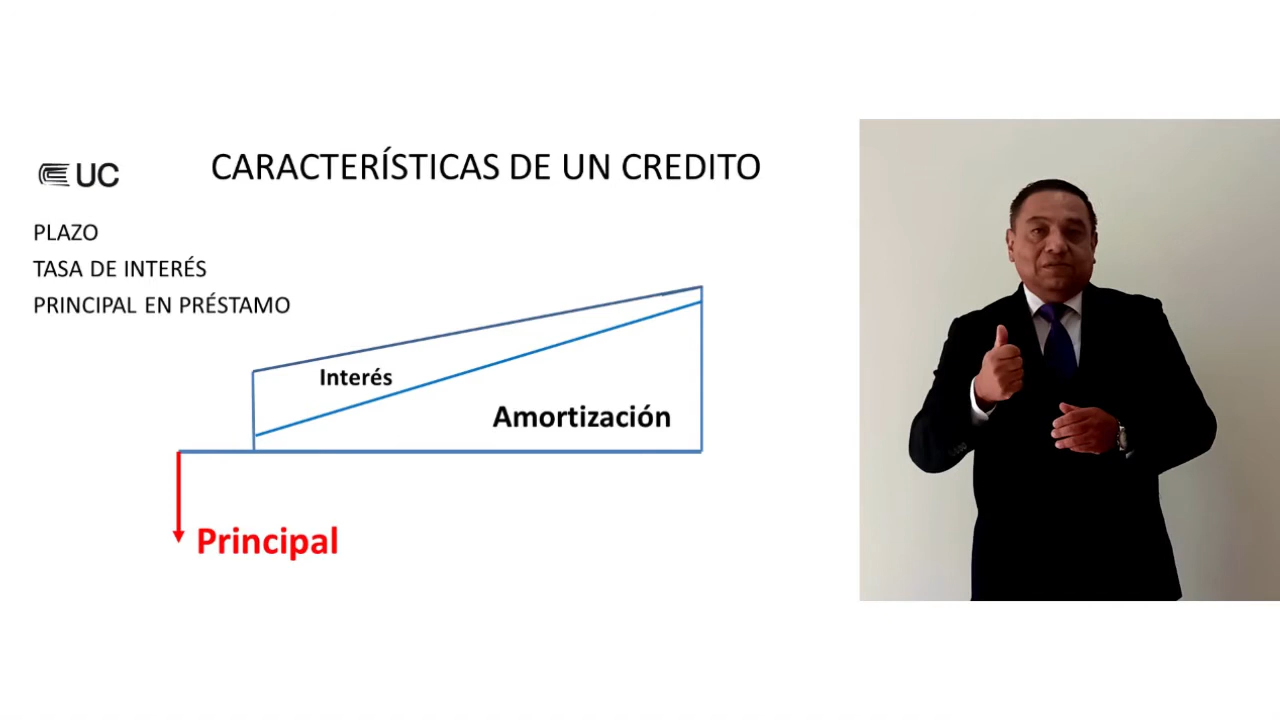 UC
CARACTERÍSTICAS DE UN CREDITO
PLAZO
TASA DE INTERÉS
PRINCIPAL EN PRÉSTAMO
Interés
Amortización
Principal